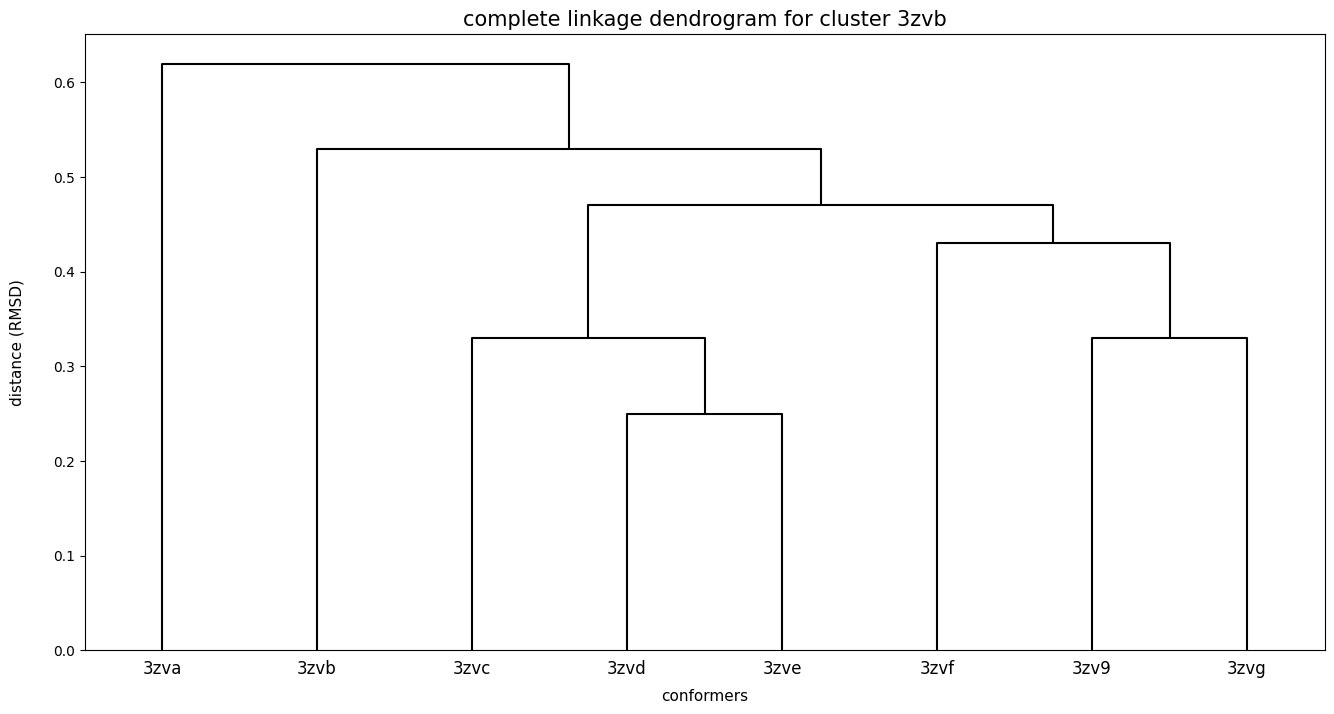 complete linkage dendrogram for cluster 3zvb
0.6
0.5
0.4
0.3
0.2
0.1
0.0
distance (RMSD)
3zva 3zvb 3zvc 3zvd 3zve 3zvf 3zv9 3zvg
conformers